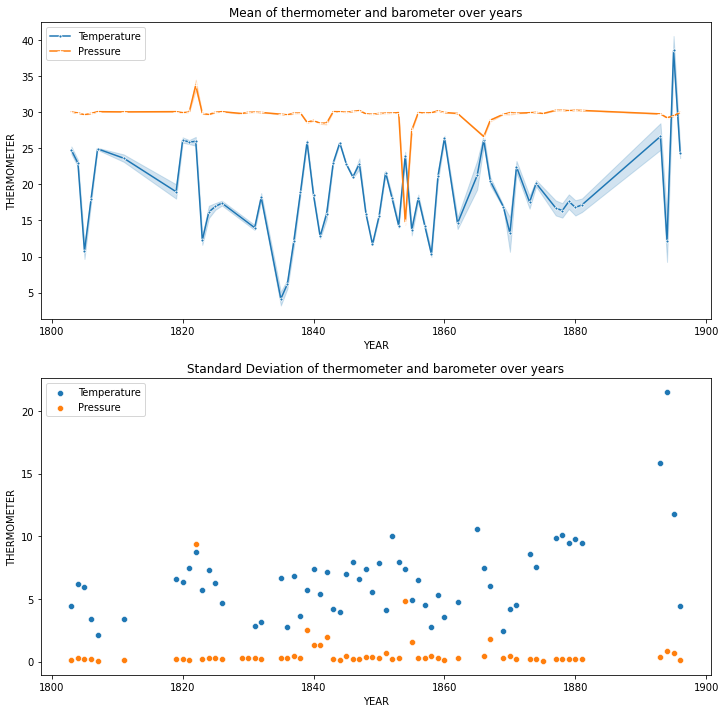 Mean of thermometer and barometer over years
Temperature
Pressure
THERMOMETER
40
35
30
25
20
15
10
5
1800
1820
1840
1860
1880
1900
YEAR
Standard Deviation of thermometer and barometer over years
Temperature
Pressure
THERMOMETER
20
15
10
5
0
1800
1820
1840
1860
1880
1900
YEAR